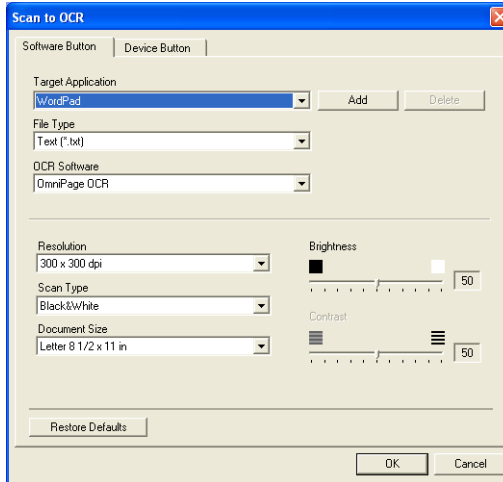 Scan to OCR
Software Button Device Button
Target Application
WordPad Add Delete
File Type
Text (*.txt)
OCR Software
OmniPage OCR
Resolution Brightness
300 x 300 dpi 50
Scan Type
Black&White
Contrast
Document Size
Letter 8 1/2 x 11 in 50
Restore Defaults
OK Cancel